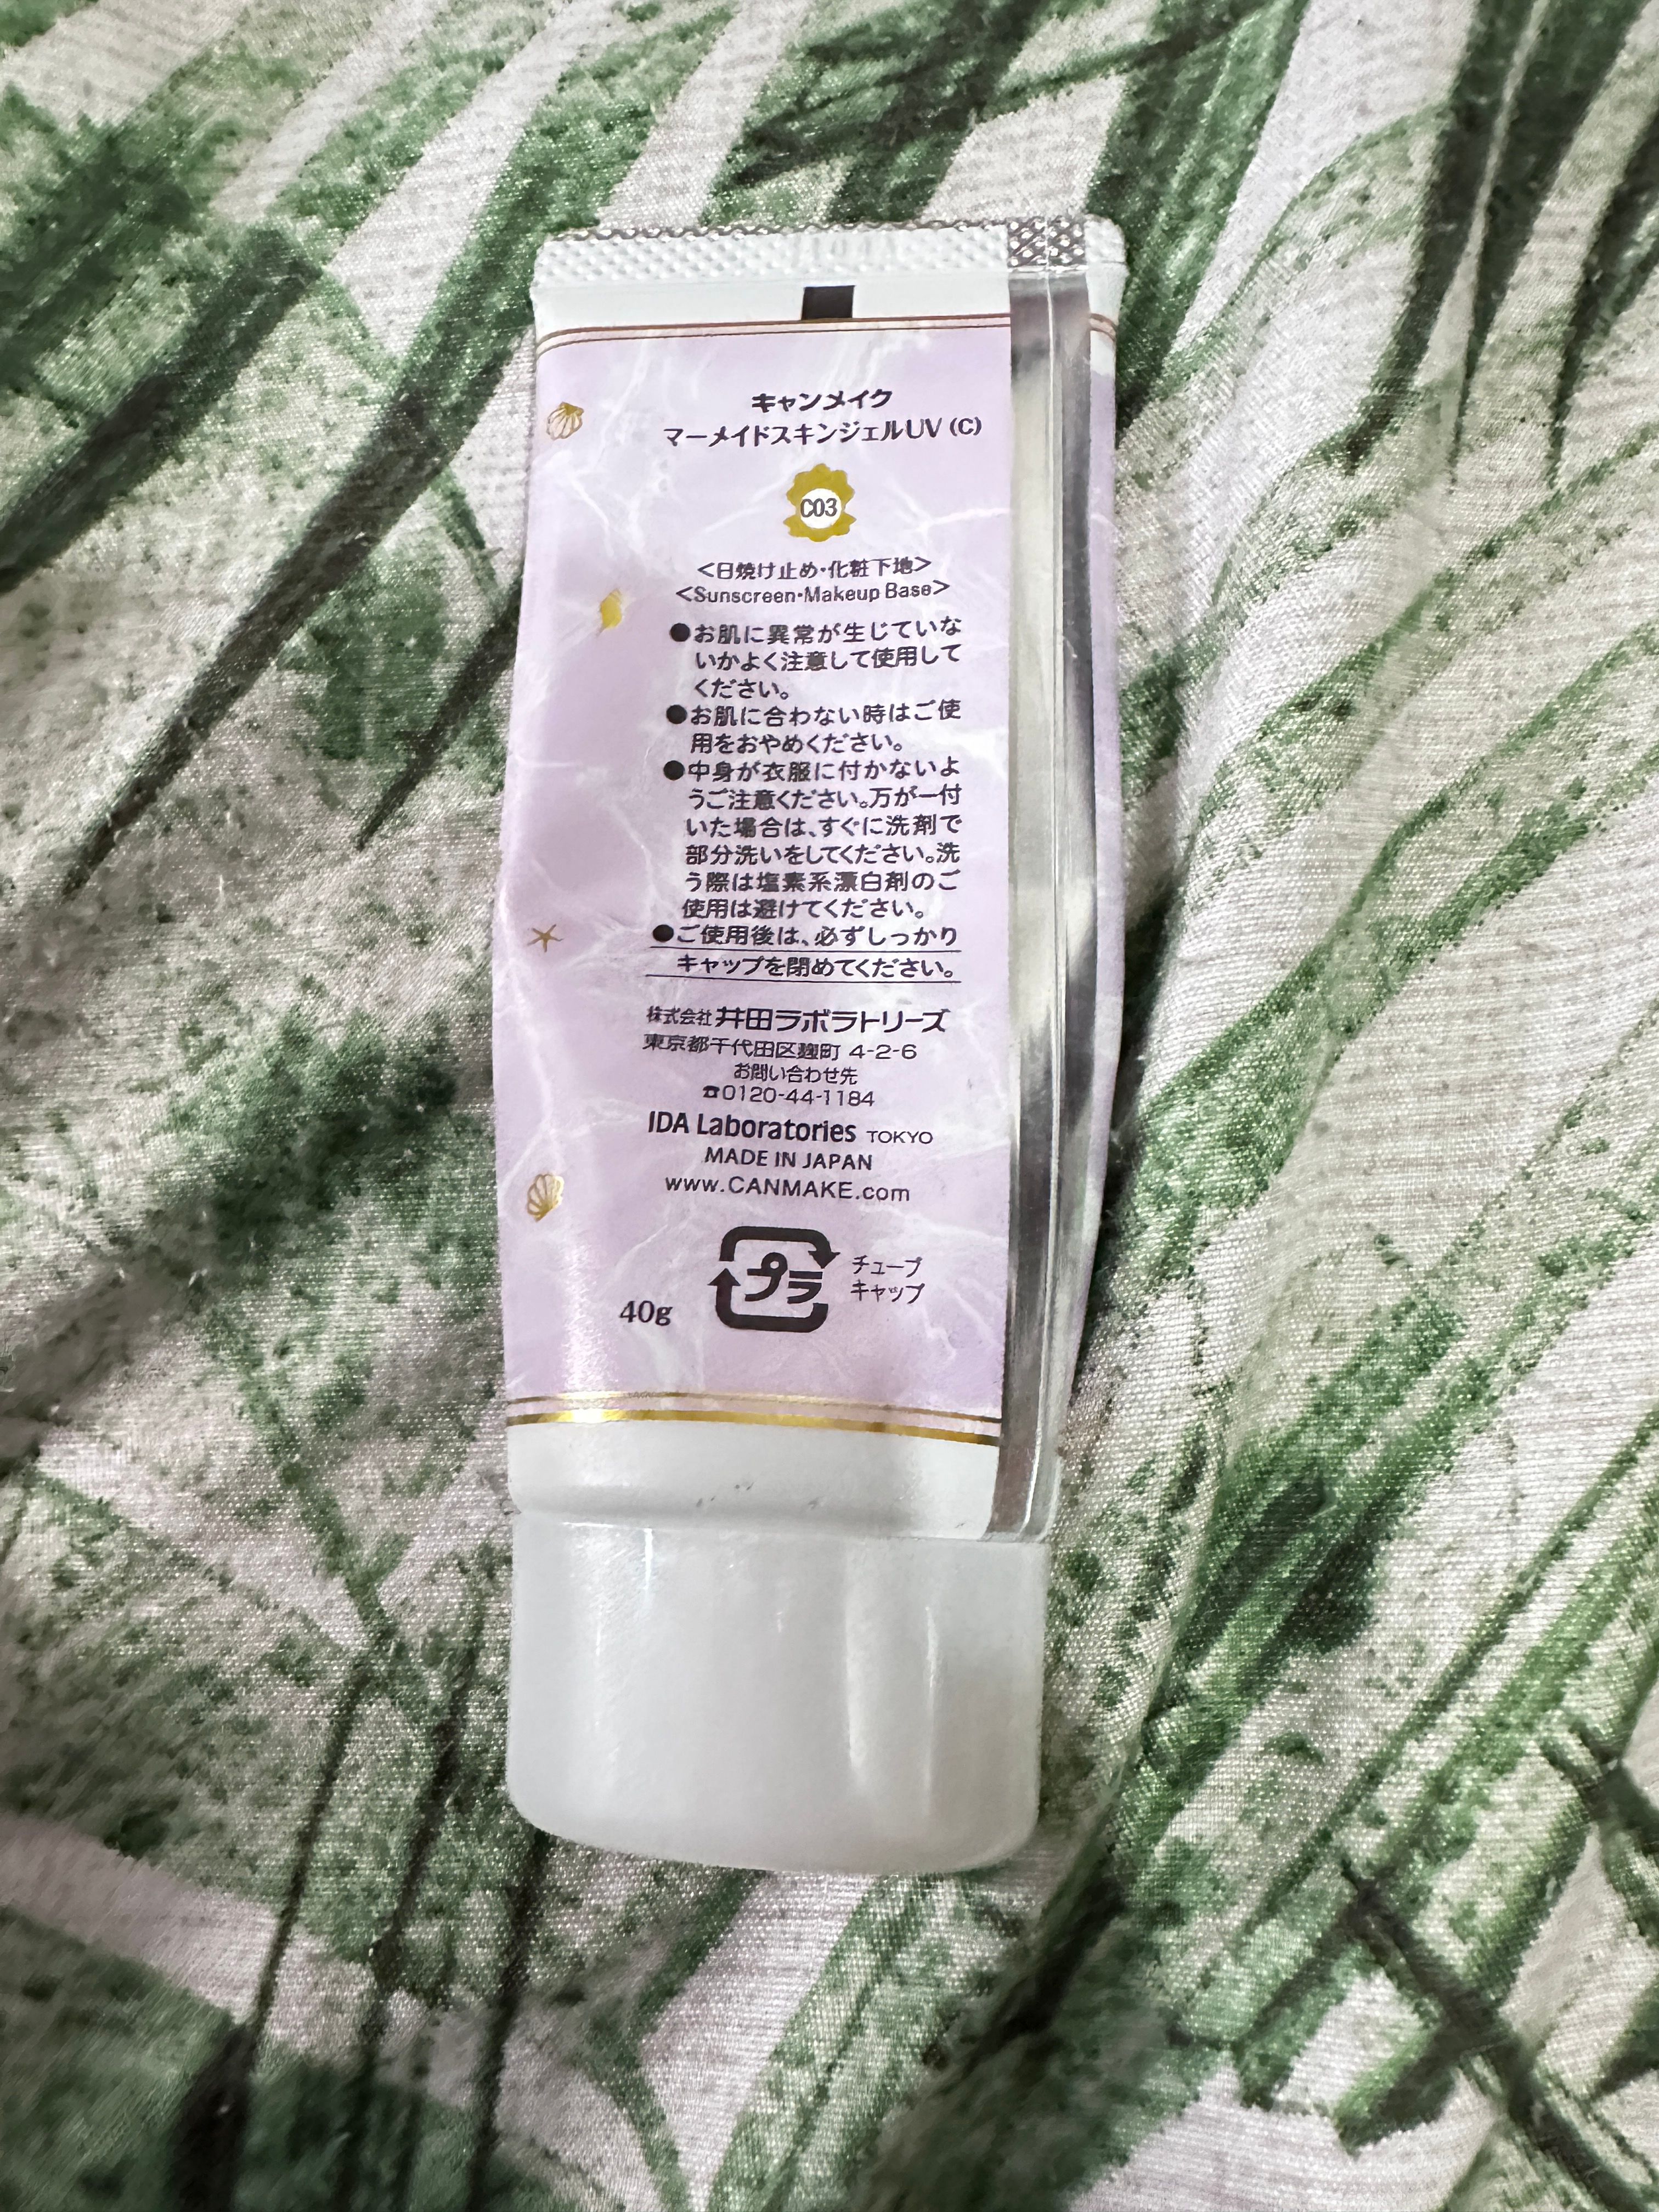 キャンメイク
マーメイドスキンジェルUV (C)
C03
<日焼け止め・化粧下地>
<Sunscreen・Makeup Base>
●お肌に異常が生じていな
いかよく注意して使用して
ください。
●お肌に合わない時はご使
用をおやめください。
●中身が衣服に付かないよ
うご注意ください。万が一付
いた場合は、すぐに洗剤で
部分洗いをしてください。洗
う際は塩素系漂白剤のご
使用は避けてください。
●ご使用後は、必ずしっかり
キャップを閉めてください。
株式会社 井田ラボラトリーズ
東京都千代田区麹町 4-2-6
お問い合わせ先
☎0120-44-1184
IDA Laboratories TOKYO
MADE IN JAPAN
www.CANMAKE.com
プラ
チューブ
キャップ
40g